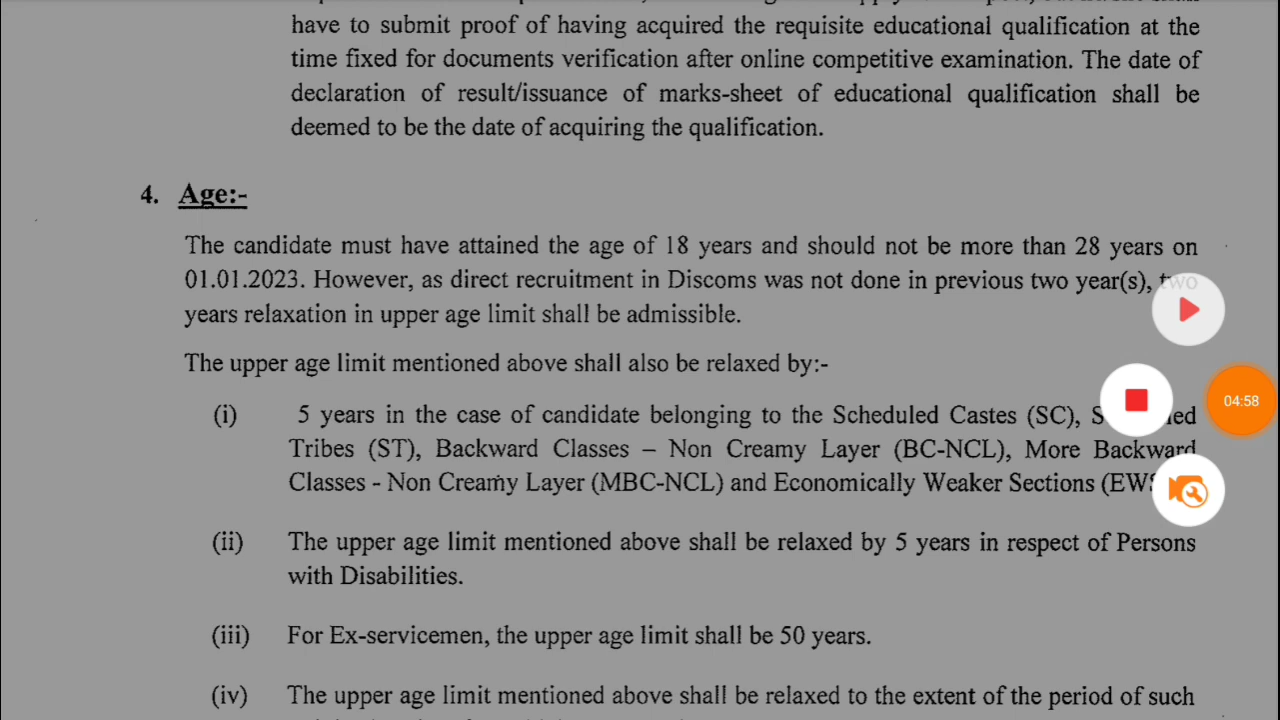 have to submit proof of having acquired the requisite educational qualification at the
time fixed for documents verification after online competitive examination. The date of
declaration of result/issuance of marks-sheet of educational qualification shall be
deemed to be the date of acquiring the qualification.
4. Age:-
The candidate must have attained the age of 18 years and should not be more than 28 years on
01.01.2023. However, as direct recruitment in Discoms was not done in previous two year(s), two
years relaxation in upper age limit shall be admissible.
The upper age limit mentioned above shall also be relaxed by:-
(i) 5 years in the case of candidate belonging to the Scheduled Castes (SC),
Tribes (ST), Backward Classes – Non Creamy Layer (BC-NCL), More Backward
Classes - Non Creamy Layer (MBC-NCL) and Economically Weaker Sections
04:58
(ii) The upper age limit mentioned above shall be relaxed by 5 years in respect of Persons
with Disabilities.
(iii) For Ex-servicemen, the upper age limit shall be 50 years.
(iv) The upper age limit mentioned above shall be relaxed to the extent of the period of such